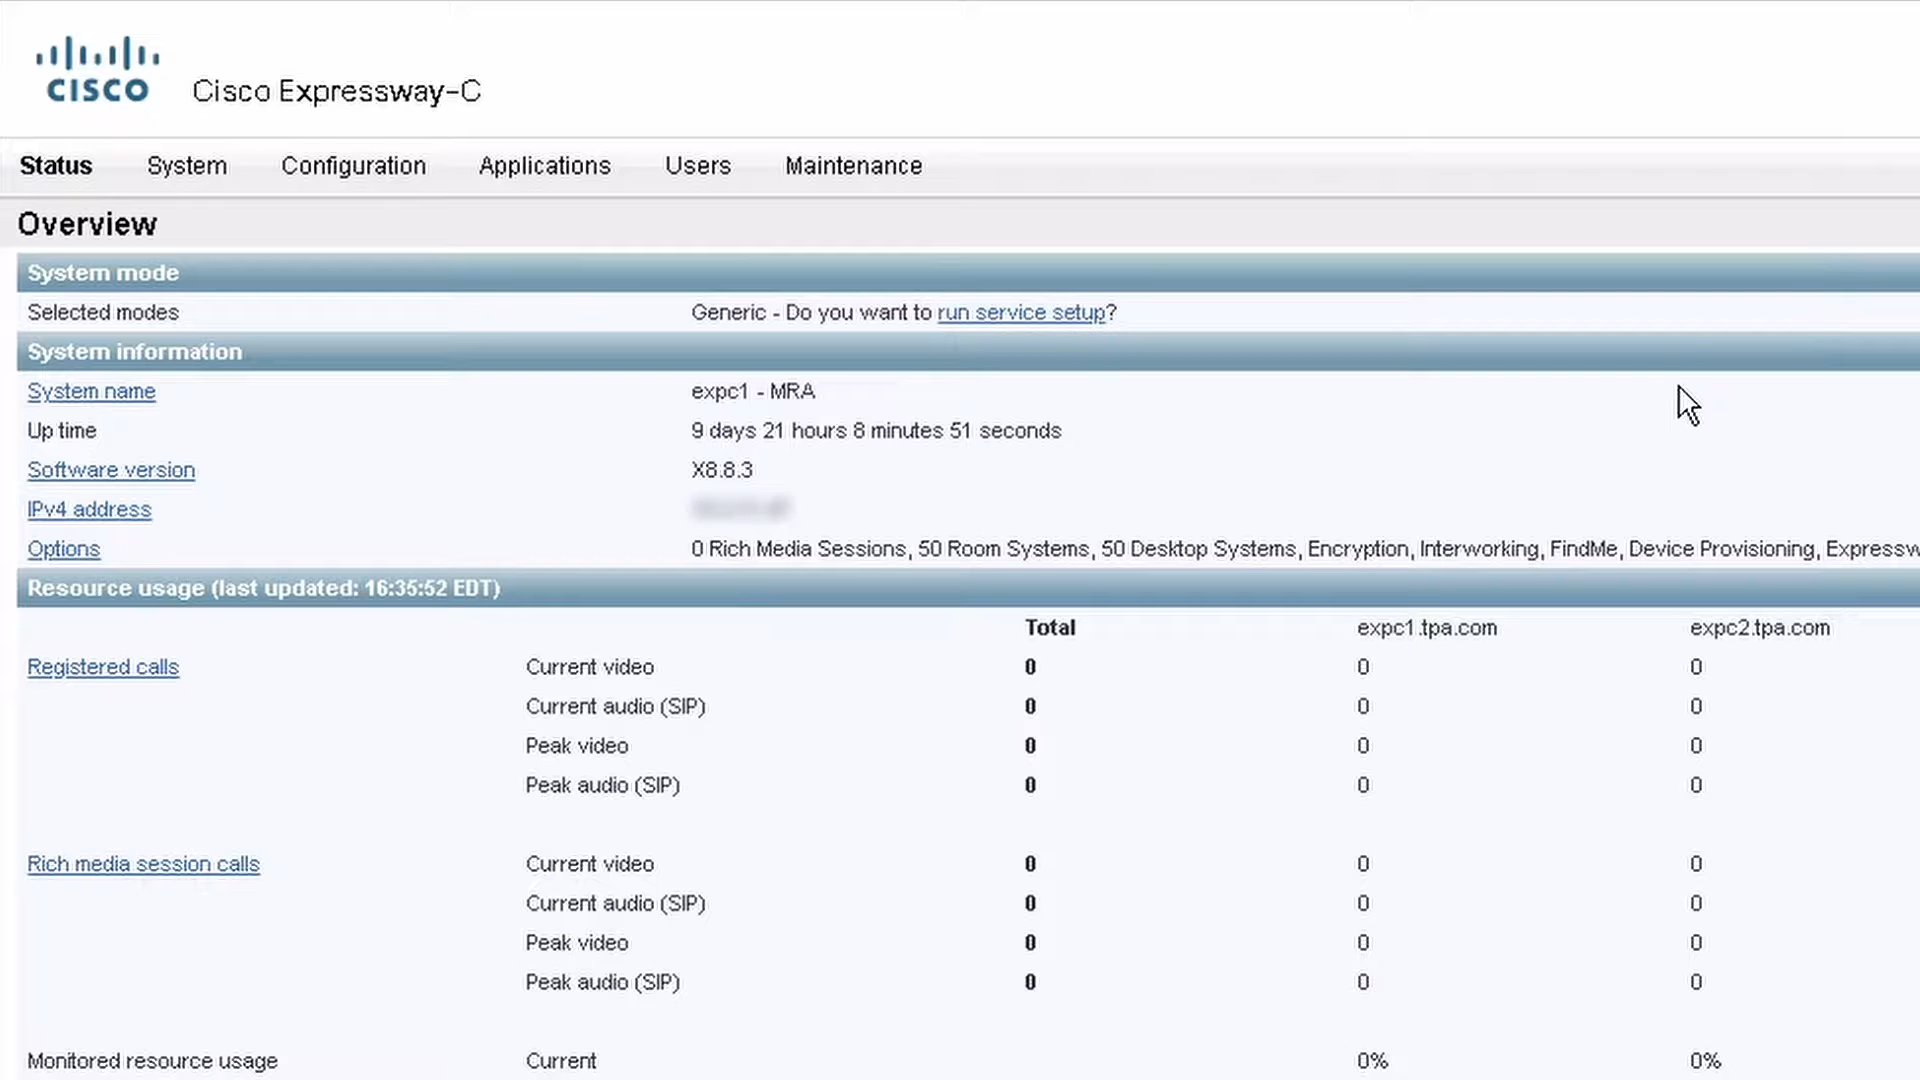 CISCO
Cisco Expressway-C
Status System Configuration Applications Users Maintenance
Overview
System mode
Selected modes Generic - Do you want to run service setup?
System information
System name expc1 - MRA
Up time 9 days 21 hours 8 minutes 51 seconds
Software version X8.8.3
IPv4 address
Options 0 Rich Media Sessions, 50 Room Systems, 50 Desktop Systems, Encryption, Interworking, FindMe, Device Provisioning, Expressw
Resource usage (last updated: 16:35:52 EDT)
Total expc1.tpa.com expc2.tpa.com
Registered calls Current video 0 0 0
Current audio (SIP) 0 0 0
Peak video 0 0 0
Peak audio (SIP) 0 0 0
Rich media session calls Current video 0 0 0
Current audio (SIP) 0 0 0
Peak video 0 0 0
Peak audio (SIP) 0 0 0
Monitored resource usage Current 0% 0%